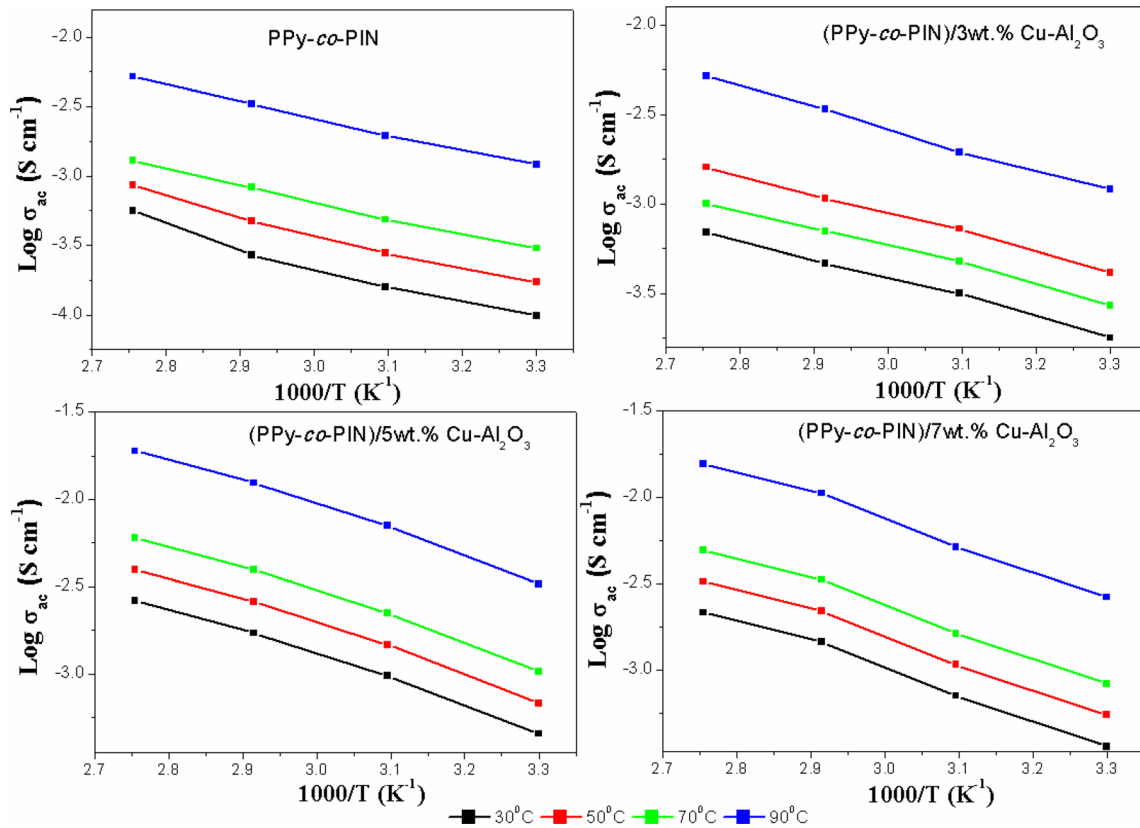 PPy-co-PIN
Log σac (S cm-1)
-2.0
-2.5
-3.0
-3.5
-4.0
2.7 2.8 2.9 3.0 3.1 3.2 3.3
1000/T (K-1)
(PPy-co-PIN)/3wt.% Cu-Al2O3
Log σac (S cm-1)
-2.0
-2.5
-3.0
-3.5
2.7 2.8 2.9 3.0 3.1 3.2 3.3
1000/T (K-1)
(PPy-co-PIN)/5wt.% Cu-Al2O3
Log σac (S cm-1)
-1.5
-2.0
-2.5
-3.0
2.7 2.8 2.9 3.0 3.1 3.2 3.3
1000/T (K-1)
(PPy-co-PIN)/7wt.% Cu-Al2O3
Log σac (S cm-1)
-1.5
-2.0
-2.5
-3.0
2.7 2.8 2.9 3.0 3.1 3.2 3.3
1000/T (K-1)
30⁰C 50⁰C 70⁰C 90⁰C